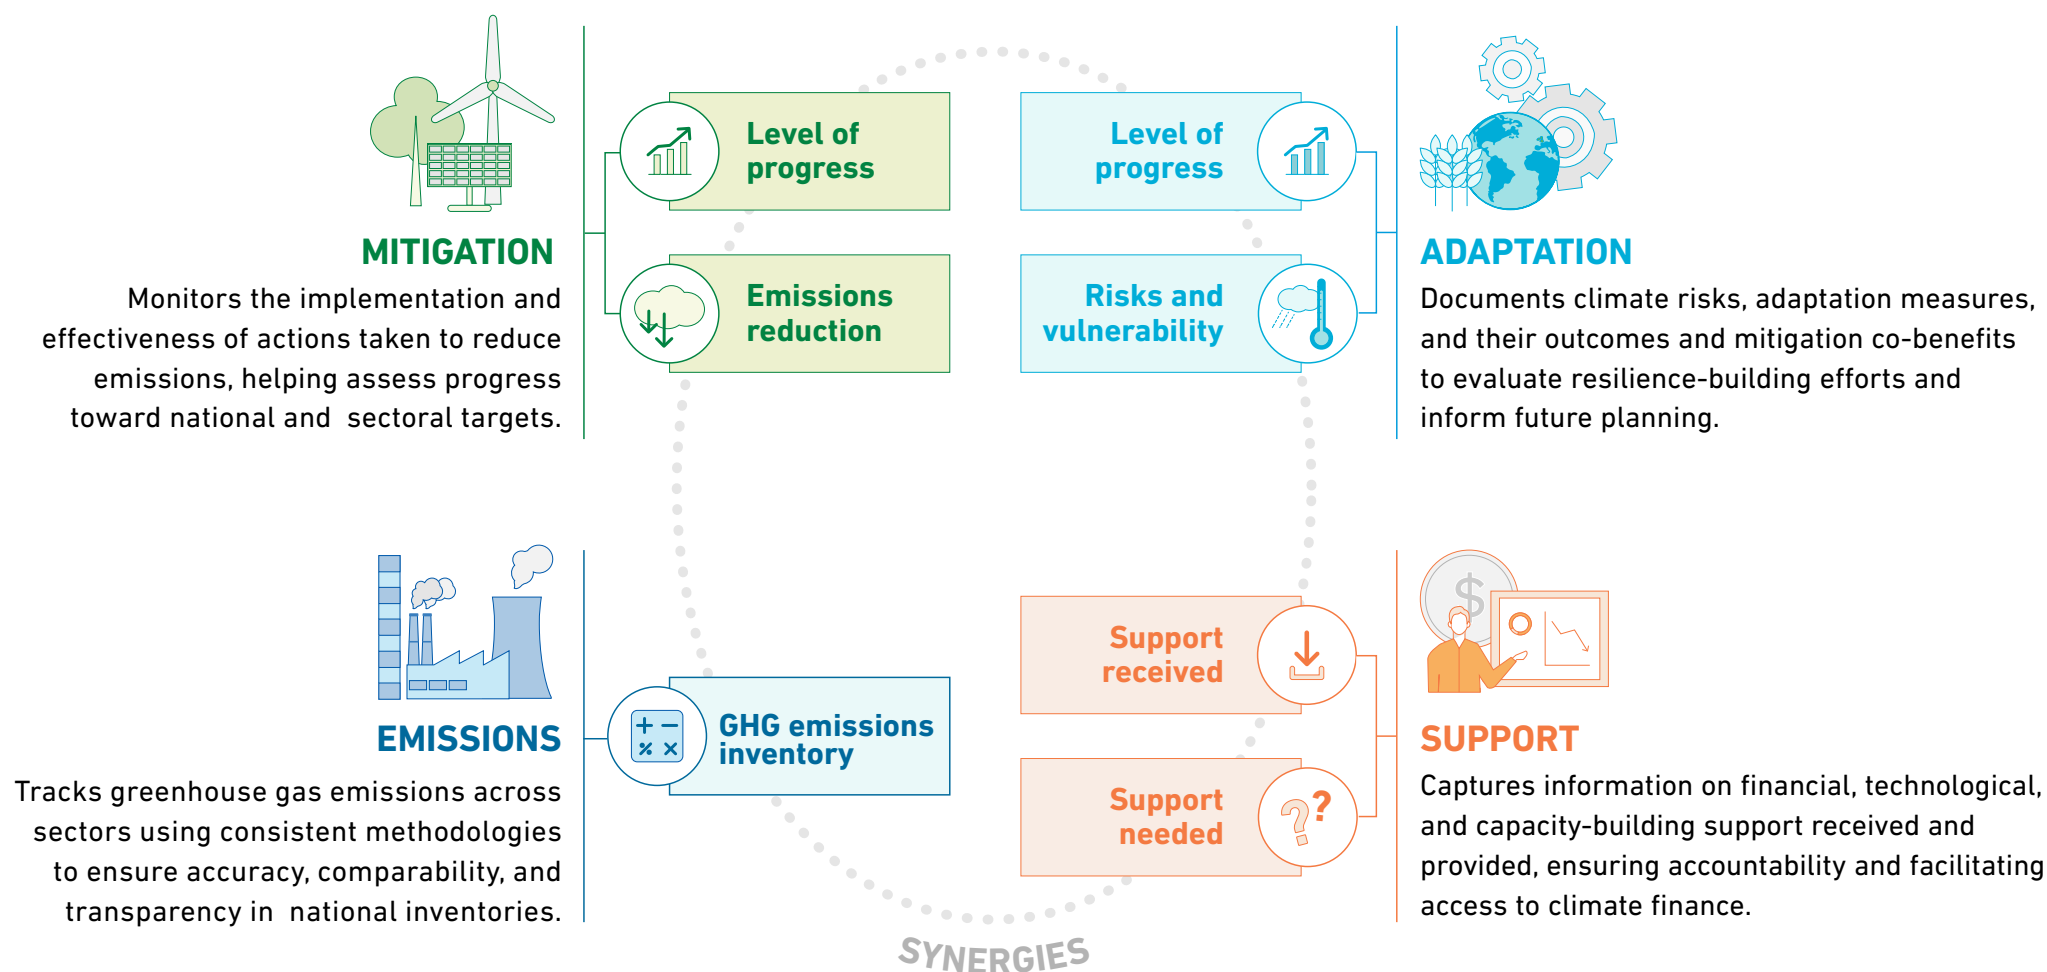 MITIGATION
Monitors the implementation and
effectiveness of actions taken to reduce
emissions, helping assess progress
toward national and sectoral targets.
Level of
progress
Emissions
reduction
Level of
progress
Risks and
vulnerability
ADAPTATION
Documents climate risks, adaptation measures,
and their outcomes and mitigation co-benefits
to evaluate resilience-building efforts and
inform future planning.
EMISSIONS
Tracks greenhouse gas emissions across
sectors using consistent methodologies
to ensure accuracy, comparability, and
transparency in national inventories.
GHG emissions
inventory
Support
received
Support
needed
??
$
SUPPORT
Captures information on financial, technological,
and capacity-building support received and
provided, ensuring accountability and facilitating
access to climate finance.
SYNERGIES